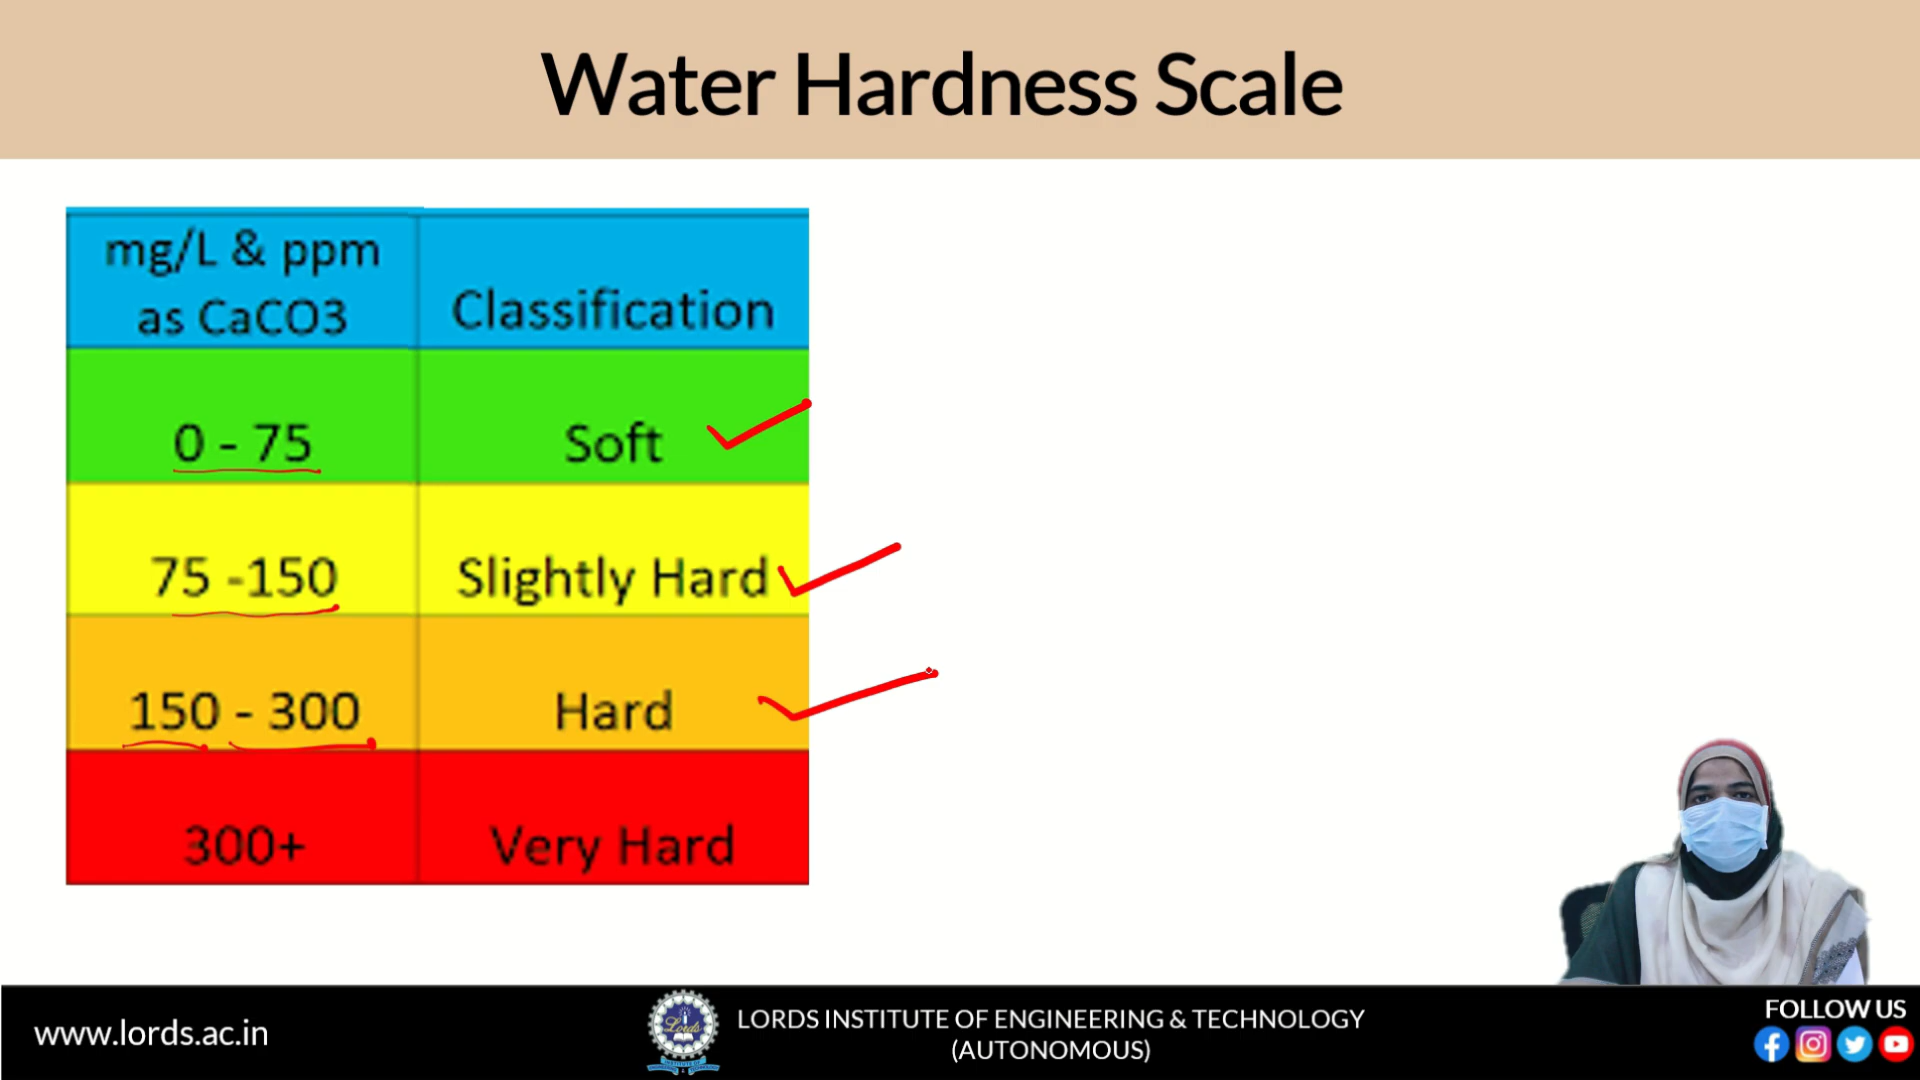 Water Hardness Scale
mg/L & ppm
as CaCO3
Classification
0 - 75
Soft
75 -150
Slightly Hard
150 - 300
Hard
300+
Very Hard
www.lords.ac.in
Lords
LORDS INSTITUTE OF ENGINEERING & TECHNOLOGY
(AUTONOMOUS)
FOLLOW US